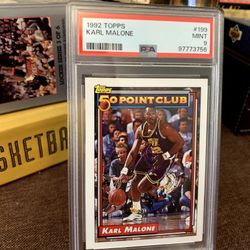 1992 TOPPS #199
KARL MALONE MINT
9
PSA 97773756
Topps
50 POINT CLUB
KARL MALONE
SKETBA